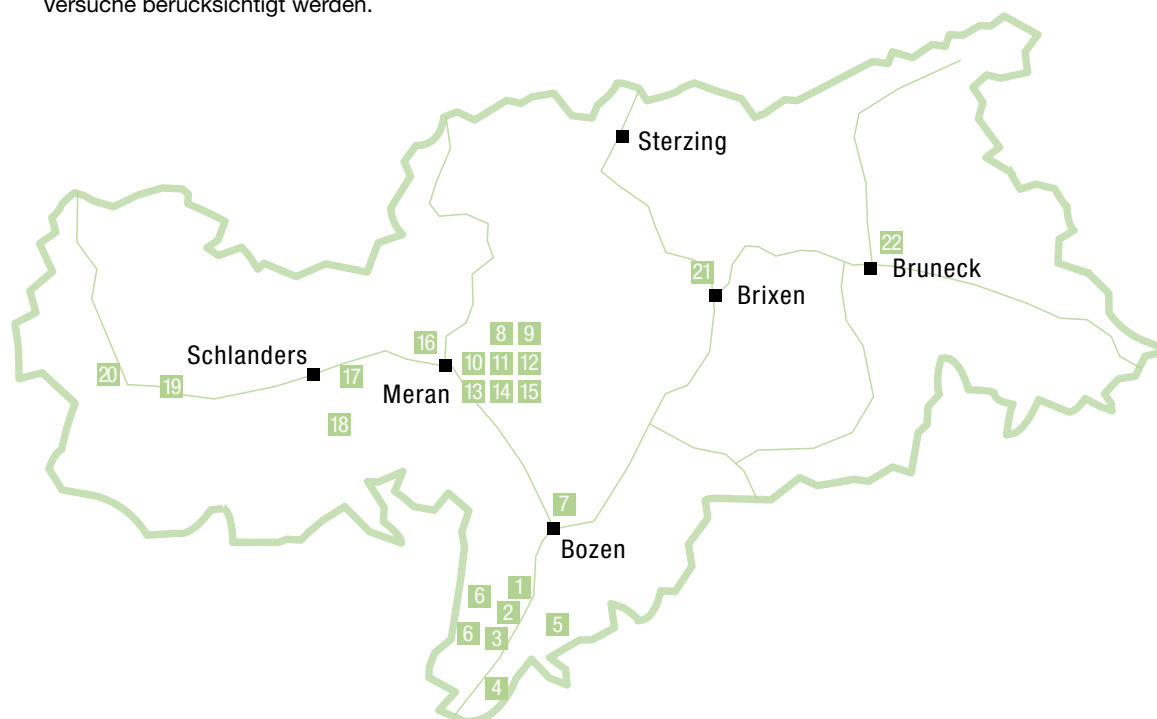 Versuche berücksichtigt werden.
Sterzing
22
Bruneck
21
Brixen
8 9
16
Schlanders
10 11 12
20
19
17
Meran
13 14 15
18
7
Bozen
1
6
2
5
6
3
4